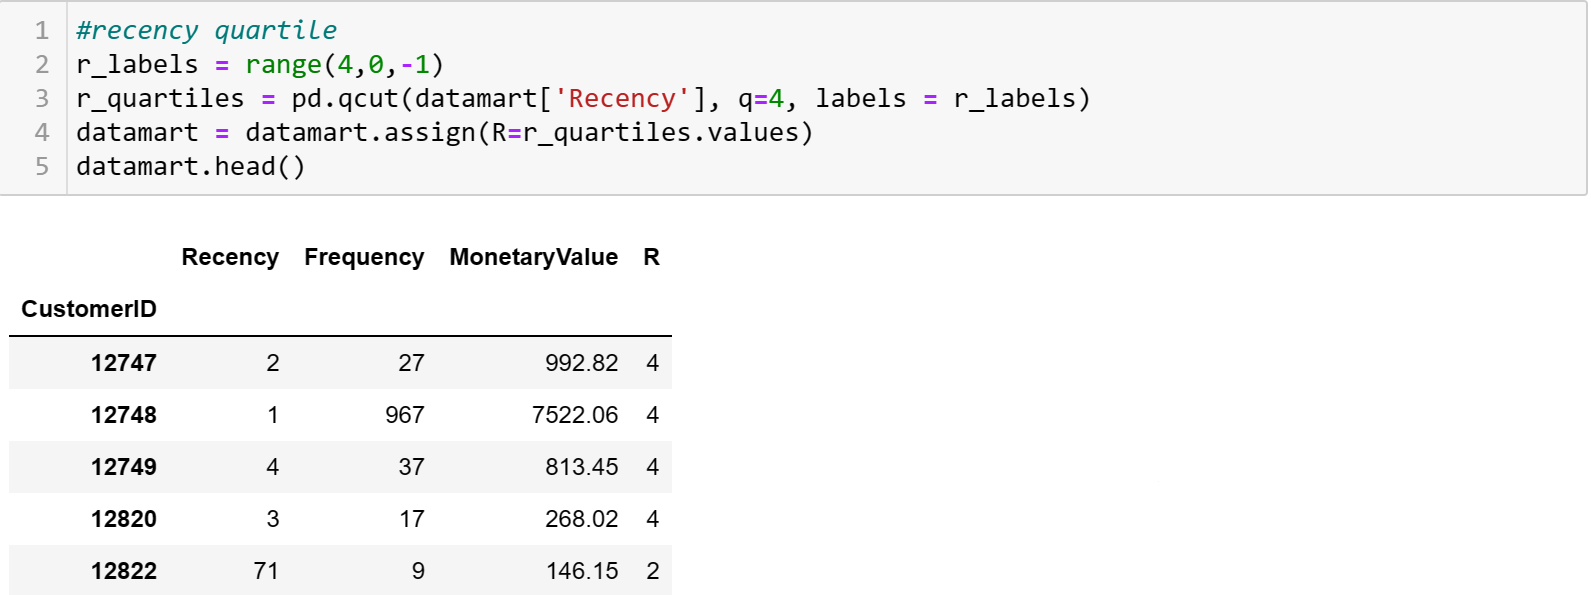 1 #recency quartile
2 r_labels = range(4,0,-1)
3 r_quartiles = pd.qcut(datamart['Recency'], q=4, labels = r_labels)
4 datamart = datamart.assign(R=r_quartiles.values)
5 datamart.head()
Recency Frequency MonetaryValue R
CustomerID
12747 2 27 992.82 4
12748 1 967 7522.06 4
12749 4 37 813.45 4
12820 3 17 268.02 4
12822 71 9 146.15 2